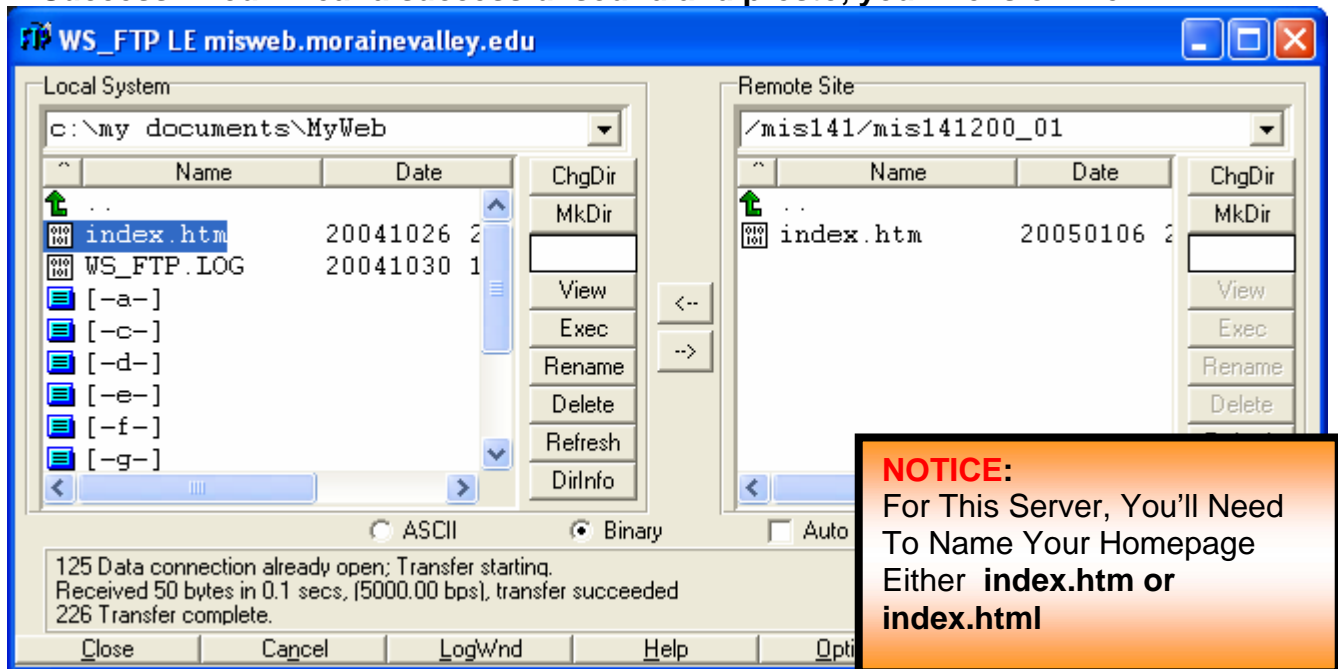 WS_FTP LE misweb.morainevalley.edu
Local System
c:\my documents\MyWeb
^ Name Date
..
index.htm 20041026 2
WS_FTP.LOG 20041030 1
[-a-]
[-c-]
[-d-]
[-e-]
[-f-]
[-g-]
ChgDir
MkDir
View
Exec
Rename
Delete
Refresh
DirInfo
<--
-->
Remote Site
/mis141/mis141200_01
^ Name Date
..
index.htm 20050106 2
ChgDir
MkDir
View
Exec
Rename
Delete
ASCII
Binary
Auto
NOTICE:
For This Server, You’ll Need
To Name Your Homepage
Either index.htm or
index.html
125 Data connection already open; Transfer starting.
Received 50 bytes in 0.1 secs, (5000.00 bps), transfer succeeded
226 Transfer complete.
Close Cancel LogWnd Help Opti